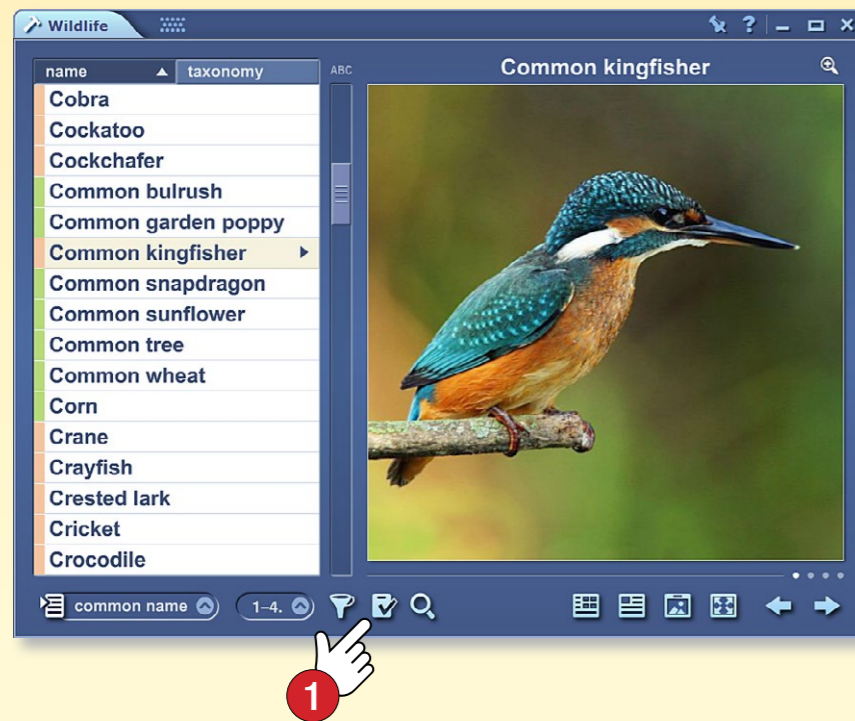 Wildlife
?
name
taxonomy
ABC
Common kingfisher
Cobra
Cockatoo
Cockchafer
Common bulrush
Common garden poppy
Common kingfisher
Common snapdragon
Common sunflower
Common tree
Common wheat
Corn
Crane
Crayfish
Crested lark
Cricket
Crocodile
common name
1–4.
1